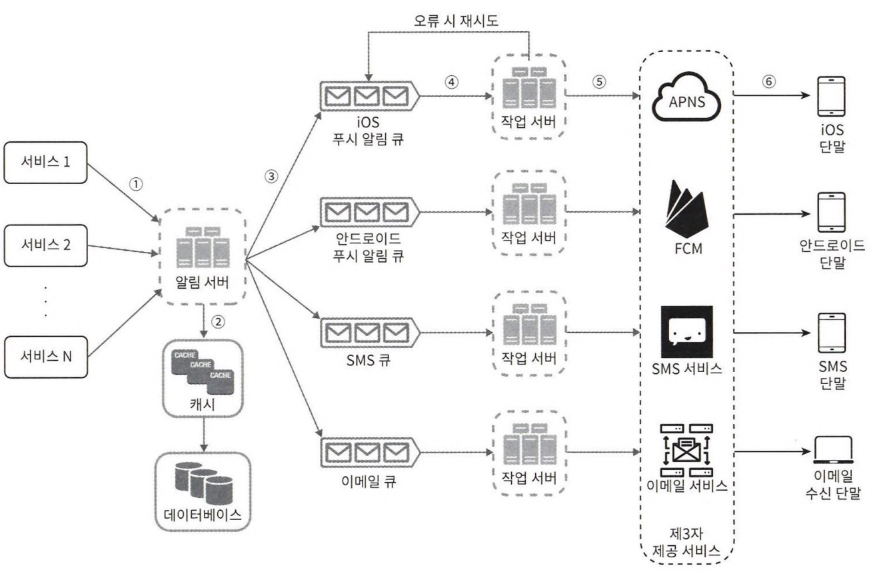 오류 시 재시도
④
⑤
⑥
APNS
iOS
푸시 알림 큐
작업 서버
iOS
단말
서비스 1
①
③
서비스 2
안드로이드
푸시 알림 큐
작업 서버
FCM
안드로이드
단말
알림 서버
.
.
.
②
서비스 N
SMS 큐
작업 서버
SMS 서비스
SMS
단말
CACHE
CACHE
CACHE
캐시
이메일 큐
작업 서버
이메일 서비스
이메일
수신 단말
데이터베이스
제3자
제공 서비스